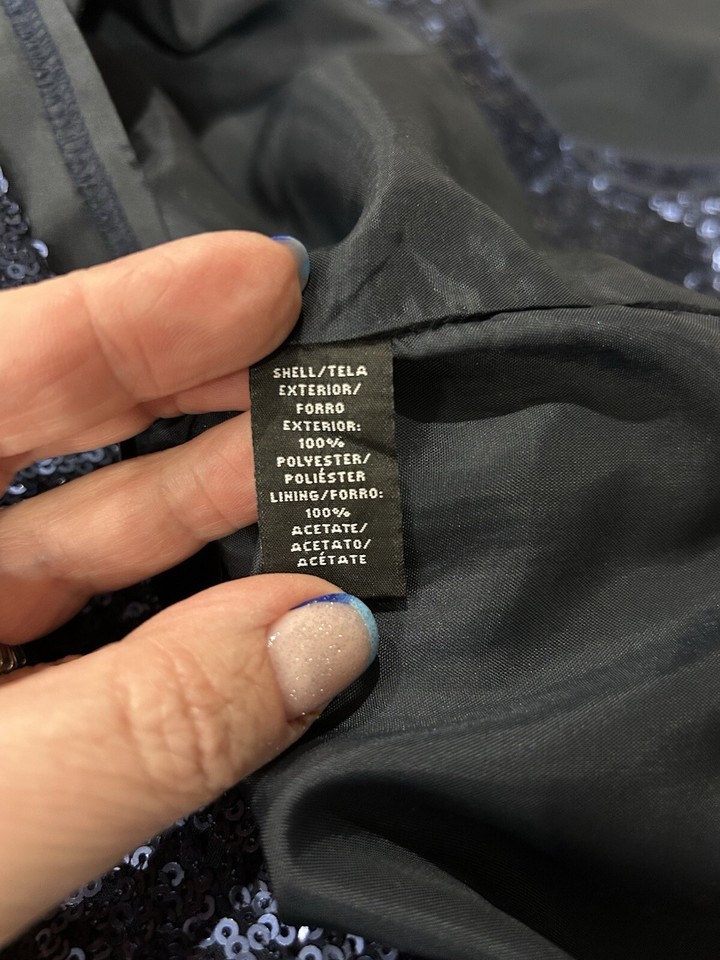 SHELL/TELA
EXTERIOR/
FORRO
EXTERIOR:
100%
POLYESTER/
POLIÉSTER
LINING/FORRO:
100%
ACETATE/
ACETATO/
ACÉTATE